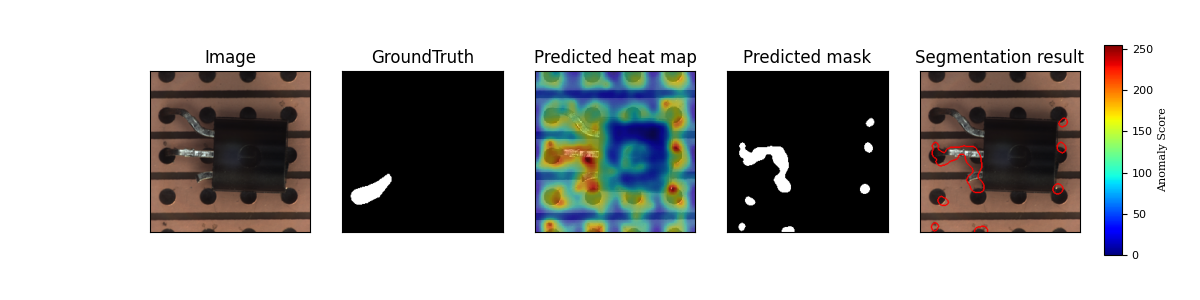 Image
GroundTruth
Predicted heat map
Predicted mask
Segmentation result
250
200
150
100
50
0
Anomaly Score